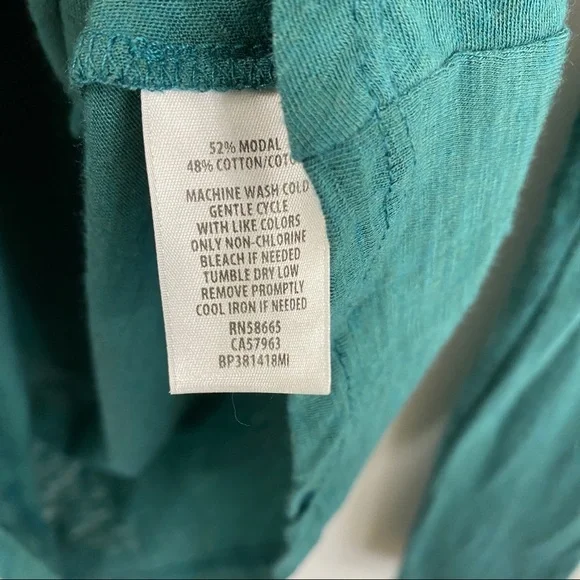 52% MODAL
48% COTTON/COTO
MACHINE WASH COLD
GENTLE CYCLE
WITH LIKE COLORS
ONLY NON-CHLORINE
BLEACH IF NEEDED
TUMBLE DRY LOW
REMOVE PROMPTLY
COOL IRON IF NEEDED
RN58665
CA57963
BP381418MI